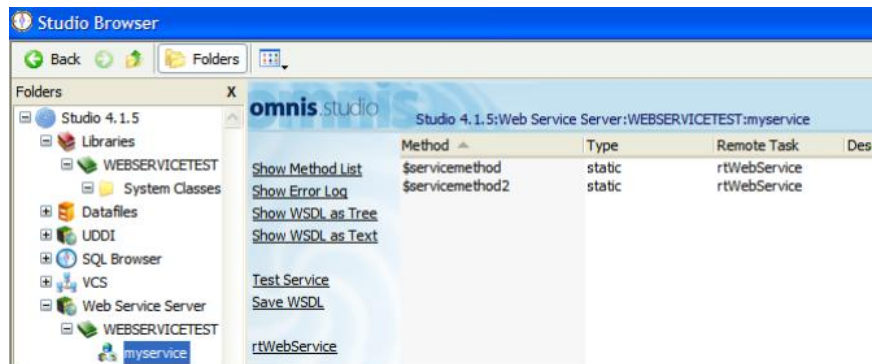 Studio Browser
Back Folders
Folders X
Studio 4.1.5
Libraries
WEBSERVICETEST
System Classes
Datafiles
UDDI
SQL Browser
VCS
Web Service Server
WEBSERVICETEST
myservice
omnis studio
Studio 4.1.5:Web Service Server:WEBSERVICETEST:myservice
Show Method List
Show Error Log
Show WSDL as Tree
Show WSDL as Text
Test Service
Save WSDL
rtWebService
Method Type Remote Task Des
$servicemethod static rtWebService
$servicemethod2 static rtWebService